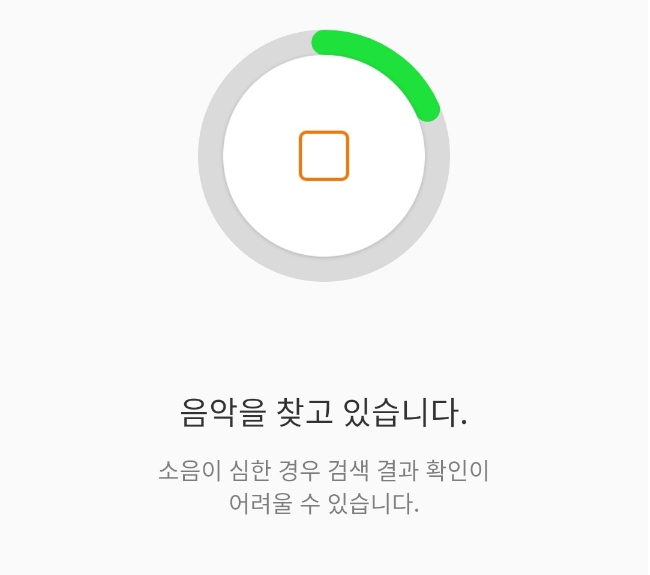 음악을 찾고 있습니다.
소음이 심한 경우 검색 결과 확인이
어려울 수 있습니다.